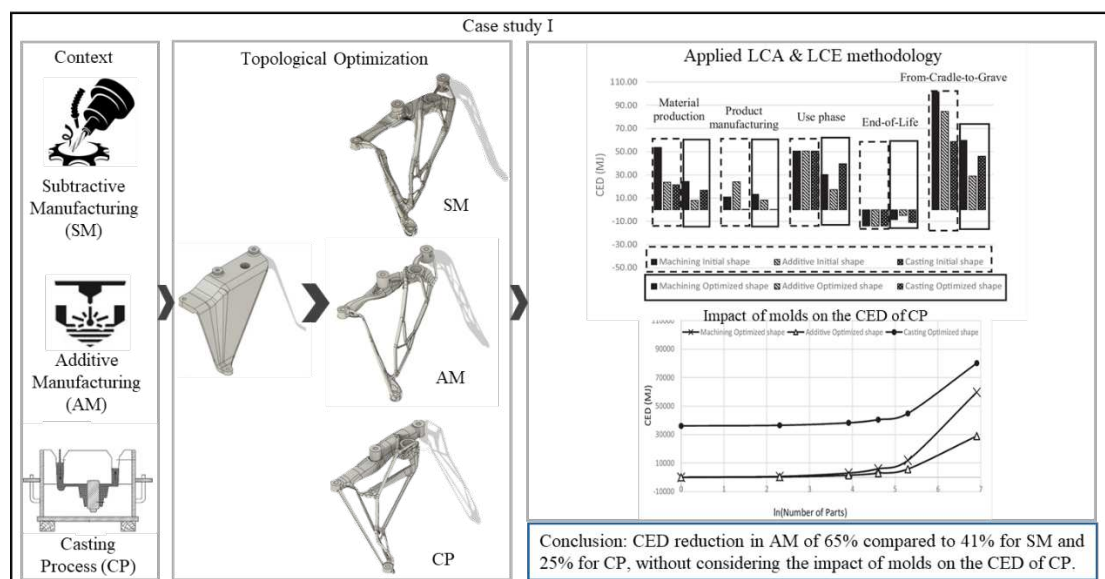 Case study I
Context
Subtractive
Manufacturing
(SM)
Additive
Manufacturing
(AM)
Casting
Process (CP)
Topological Optimization
SM
AM
CP
Applied LCA & LCE methodology
From-Cradle-to-Grave
Material
production
Product
manufacturing
Use phase
End-of-Life
CED (MJ)
110.00
90.00
70.00
50.00
30.00
10.00
-10.00
-30.00
-50.00
Machining Initial shape
Additive Initial shape
Casting Initial shape
Machining Optimized shape
Additive Optimized shape
Casting Optimized shape
Impact of molds on the CED of CP
Machining Optimized shape
Additive Optimized shape
Casting Optimized shape
CED (MJ)
110000
90000
70000
50000
30000
10000
-10000
0 1 2 3 4 5 6 7
ln(Number of Parts)
Conclusion: CED reduction in AM of 65% compared to 41% for SM and
25% for CP, without considering the impact of molds on the CED of CP.